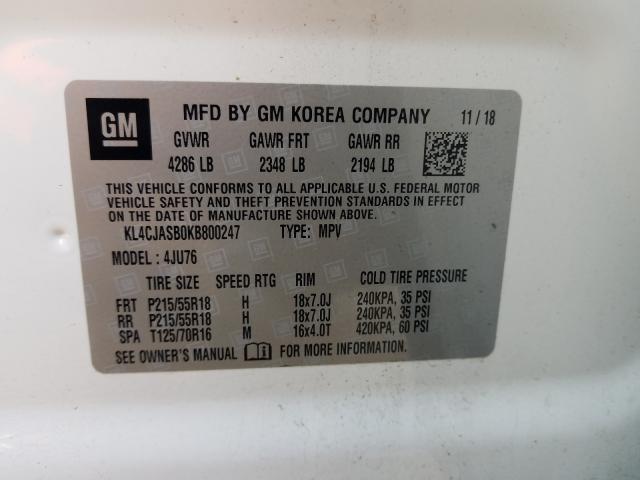 GM MFD BY GM KOREA COMPANY 11 / 18
GVWR GAWR FRT GAWR RR
4286 LB 2348 LB 2194 LB
THIS VEHICLE CONFORMS TO ALL APPLICABLE U.S. FEDERAL MOTOR
VEHICLE SAFETY AND THEFT PREVENTION STANDARDS IN EFFECT
ON THE DATE OF MANUFACTURE SHOWN ABOVE.
KL4CJASB0KB800247 TYPE: MPV
MODEL : 4JU76
TIRE SIZE SPEED RTG RIM COLD TIRE PRESSURE
FRT P215/55R18 H 18x7.0J 240KPA, 35 PSI
RR P215/55R18 H 18x7.0J 240KPA, 35 PSI
SPA T125/70R16 M 16x4.0T 420KPA, 60 PSI
SEE OWNER'S MANUAL FOR MORE INFORMATION.